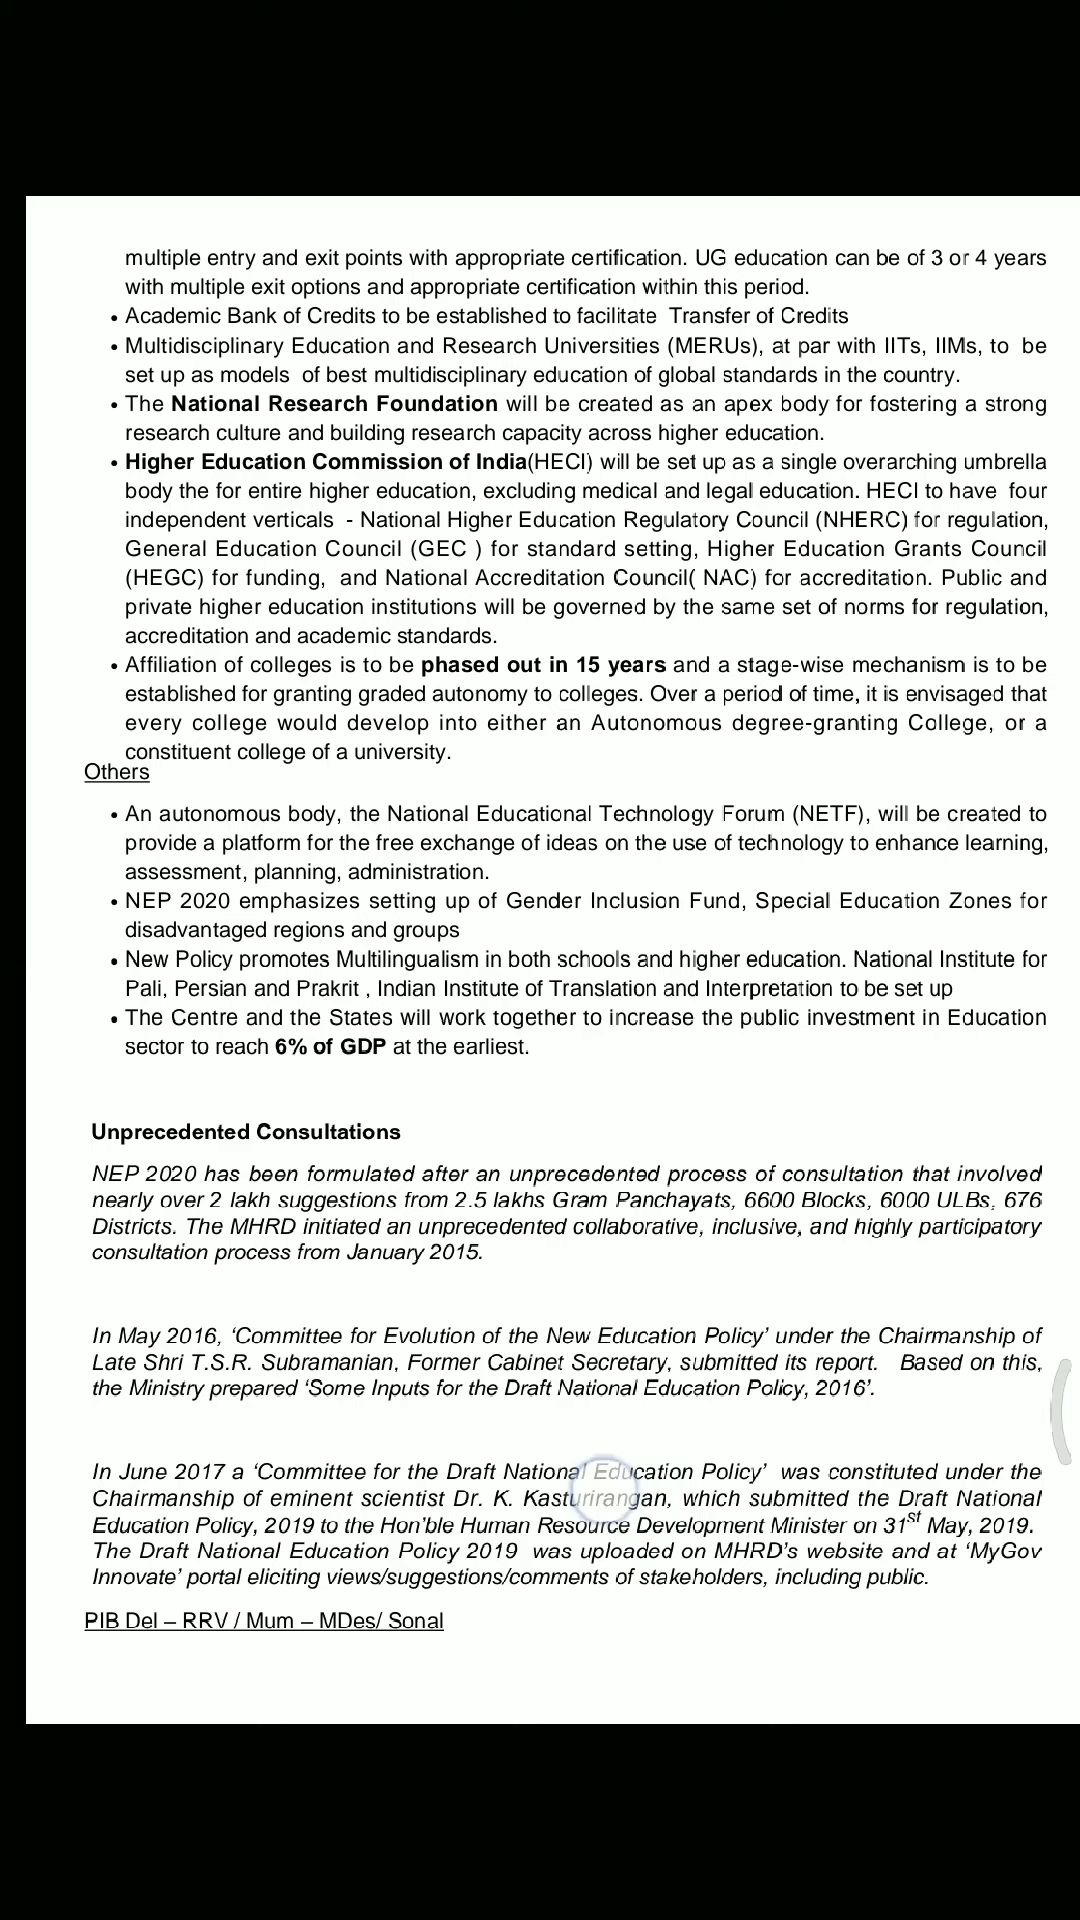 multiple entry and exit points with appropriate certification. UG education can be of 3 or 4 years
with multiple exit options and appropriate certification within this period.
• Academic Bank of Credits to be established to facilitate  Transfer of Credits
• Multidisciplinary Education and Research Universities (MERUs), at par with IITs, IIMs, to  be
set up as models  of best multidisciplinary education of global standards in the country.
• The National Research Foundation will be created as an apex body for fostering a strong
research culture and building research capacity across higher education.
• Higher Education Commission of India(HECI) will be set up as a single overarching umbrella
body the for entire higher education, excluding medical and legal education. HECI to have  four
independent verticals  - National Higher Education Regulatory Council (NHERC) for regulation,
General Education Council (GEC ) for standard setting, Higher Education Grants Council
(HEGC) for funding,  and National Accreditation Council( NAC) for accreditation. Public and
private higher education institutions will be governed by the same set of norms for regulation,
accreditation and academic standards.
• Affiliation of colleges is to be phased out in 15 years and a stage-wise mechanism is to be
established for granting graded autonomy to colleges. Over a period of time, it is envisaged that
every college would develop into either an Autonomous degree-granting College, or a
constituent college of a university.
Others
• An autonomous body, the National Educational Technology Forum (NETF), will be created to
provide a platform for the free exchange of ideas on the use of technology to enhance learning,
assessment, planning, administration.
• NEP 2020 emphasizes setting up of Gender Inclusion Fund, Special Education Zones for
disadvantaged regions and groups
• New Policy promotes Multilingualism in both schools and higher education. National Institute for
Pali, Persian and Prakrit , Indian Institute of Translation and Interpretation to be set up
• The Centre and the States will work together to increase the public investment in Education
sector to reach 6% of GDP at the earliest.
Unprecedented Consultations
NEP 2020 has been formulated after an unprecedented process of consultation that involved
nearly over 2 lakh suggestions from 2.5 lakhs Gram Panchayats, 6600 Blocks, 6000 ULBs, 676
Districts. The MHRD initiated an unprecedented collaborative, inclusive, and highly participatory
consultation process from January 2015.
In May 2016, ‘Committee for Evolution of the New Education Policy’ under the Chairmanship of
Late Shri T.S.R. Subramanian, Former Cabinet Secretary, submitted its report.   Based on this,
the Ministry prepared ‘Some Inputs for the Draft National Education Policy, 2016’.
In June 2017 a ‘Committee for the Draft National Education Policy’  was constituted under the
Chairmanship of eminent scientist Dr. K. Kasturirangan, which submitted the Draft National
Education Policy, 2019 to the Hon’ble Human Resource Development Minister on 31st May, 2019.
The Draft National Education Policy 2019  was uploaded on MHRD’s website and at ‘MyGov
Innovate’ portal eliciting views/suggestions/comments of stakeholders, including public.
PIB Del – RRV / Mum – MDes/ Sonal